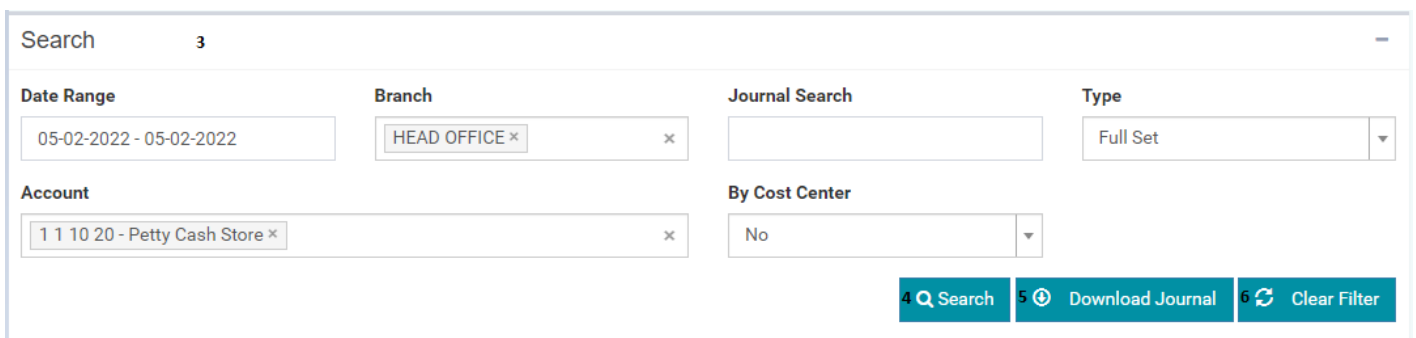 Search 3
Date Range Branch Journal Search Type
05-02-2022 - 05-02-2022 HEAD OFFICE × × Full Set
Account By Cost Center
1 1 10 20 - Petty Cash Store × × No
4 Search 5 Download Journal 6 Clear Filter